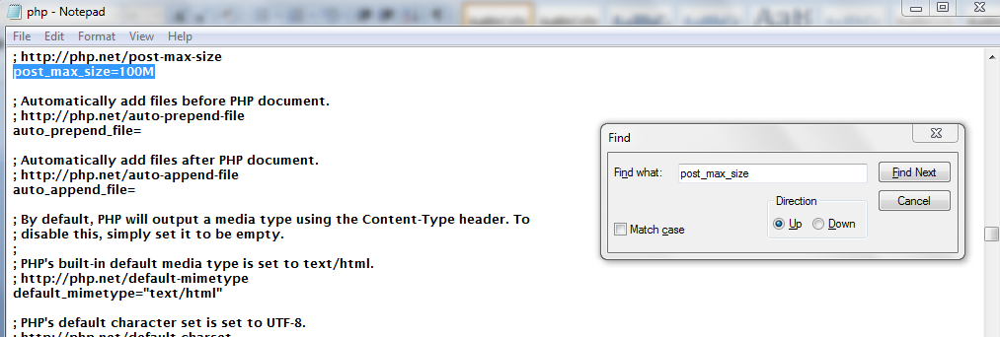 php - Notepad
File Edit Format View Help
; http://php.net/post-max-size
post_max_size=100M
; Automatically add files before PHP document.
; http://php.net/auto-prepend-file
auto_prepend_file=
; Automatically add files after PHP document.
; http://php.net/auto-append-file
auto_append_file=
; By default, PHP will output a media type using the Content-Type header. To
; disable this, simply set it to be empty.
;
; PHP's built-in default media type is set to text/html.
; http://php.net/default-mimetype
default_mimetype="text/html"
; PHP's default character set is set to UTF-8.
; http://php.net/default-charset
Find
Find what: post_max_size
Find Next
Cancel
Direction
Up Down
Match case